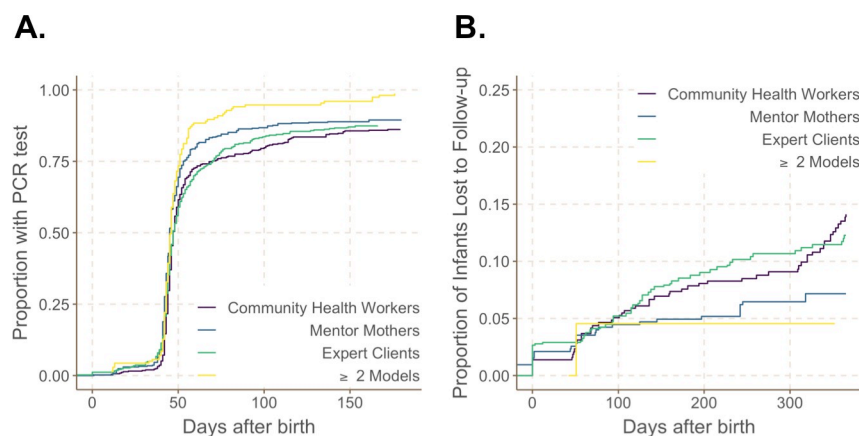 A.
B.
Proportion with PCR test
1.00
0.75
0.50
0.25
0.00
Community Health Workers
Mentor Mothers
Expert Clients
≥ 2 Models
0
50
100
150
Days after birth
Proportion of Infants Lost to Follow-up
0.25
0.20
0.15
0.10
0.05
0.00
Community Health Workers
Mentor Mothers
Expert Clients
≥ 2 Models
0
100
200
300
Days after birth